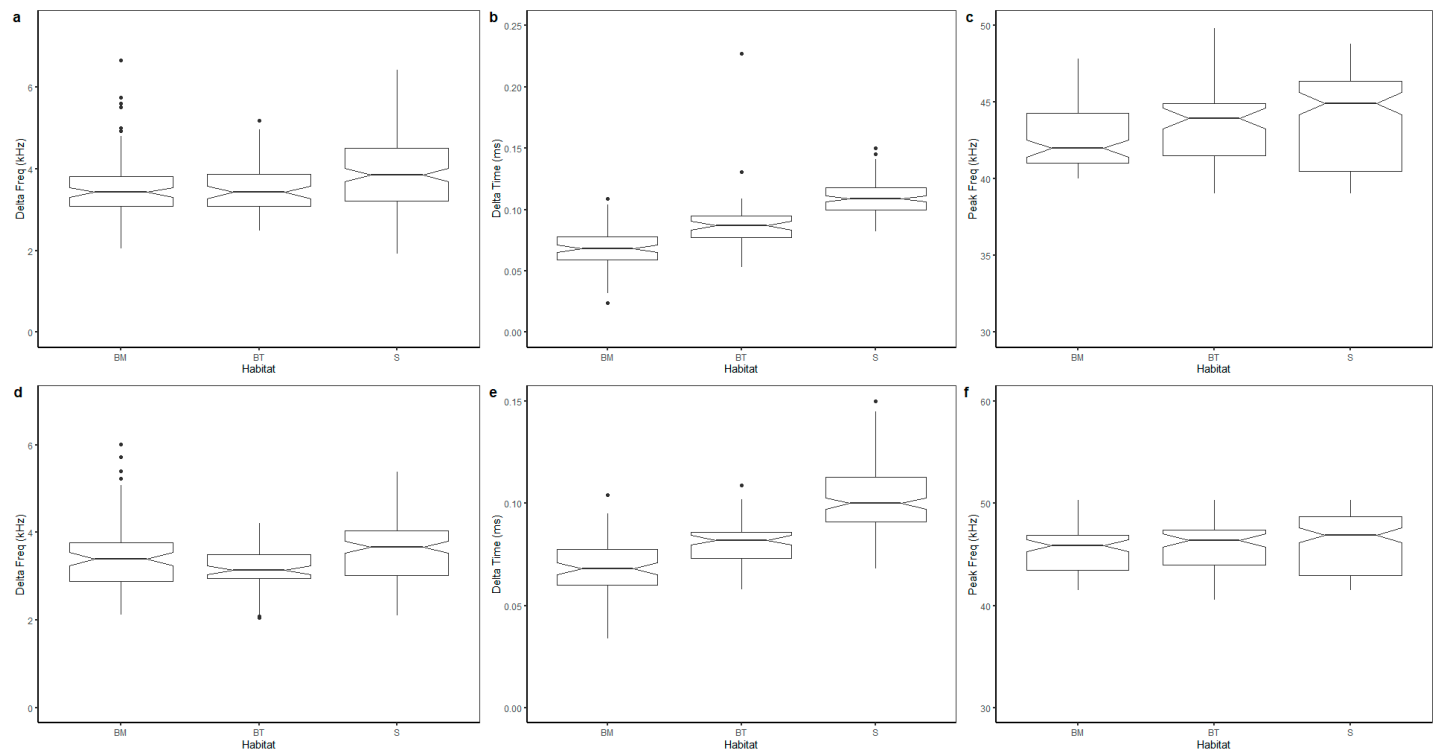 a
Delta Freq (kHz)
6
4
2
0
BM BT S
Habitat
b
Delta Time (ms)
0.25
0.20
0.15
0.10
0.05
0.00
BM BT S
Habitat
c
Peak Freq (kHz)
50
45
40
35
30
BM BT S
Habitat
d
Delta Freq (kHz)
6
4
2
0
BM BT S
Habitat
e
Delta Time (ms)
0.15
0.10
0.05
0.00
BM BT S
Habitat
f
Peak Freq (kHz)
60
50
40
30
BM BT S
Habitat